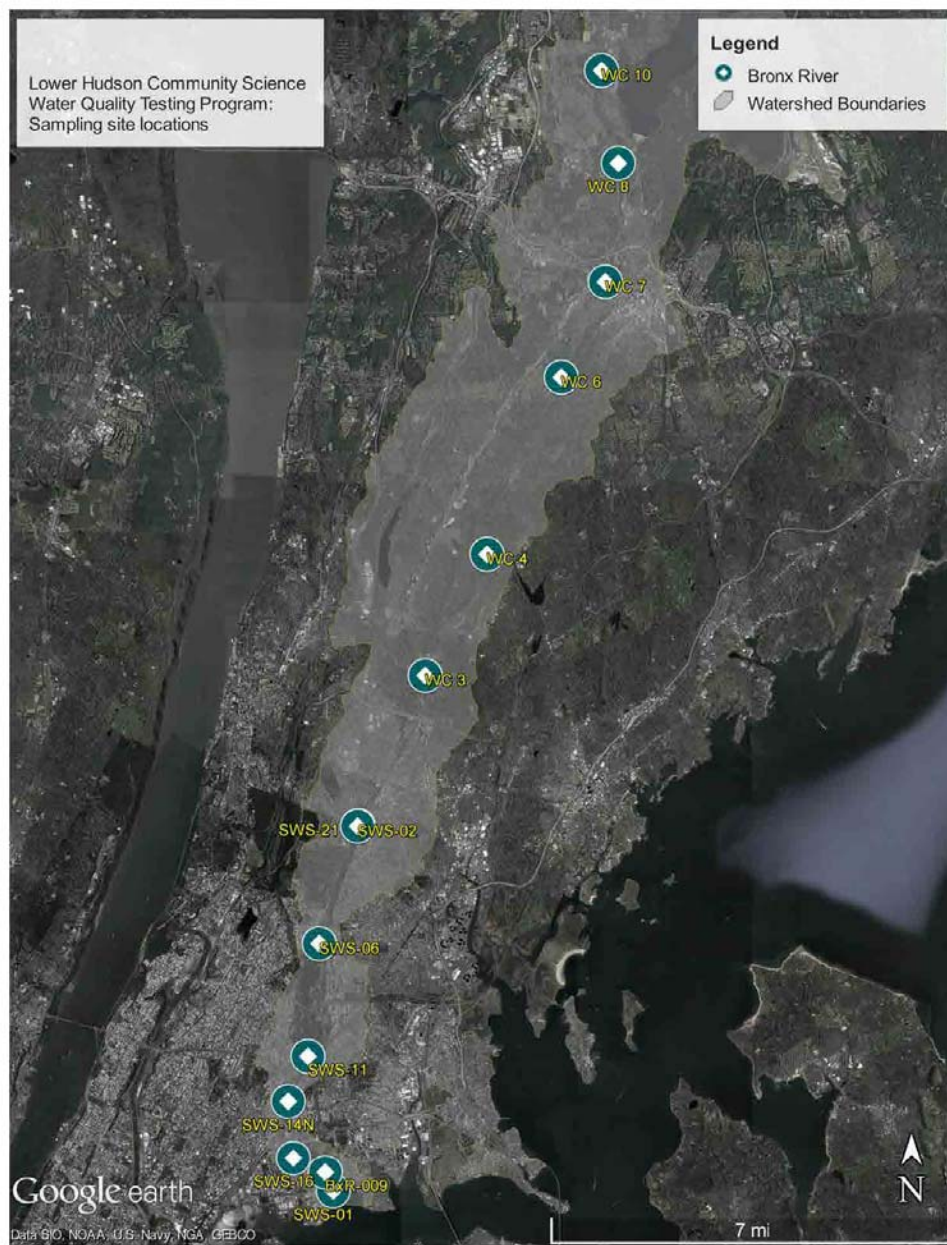 Lower Hudson Community Science
Water Quality Testing Program:
Sampling site locations
Legend
Bronx River
Watershed Boundaries
WC 10
WC 8
WC 7
WC 6
WC 4
WC 3
SWS-21
SWS-02
SWS-06
SWS-11
SWS-14N
SWS-16
BxR-009
SWS-01
Google earth
Data SIO, NOAA, U.S. Navy, NGA, GEBCO
N
7 mi